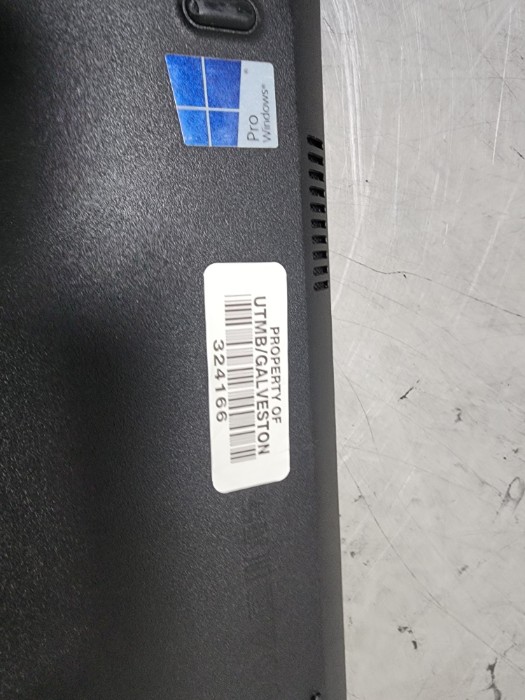 Windows®
Pro
PROPERTY OF
UTMB/GALVESTON
324166